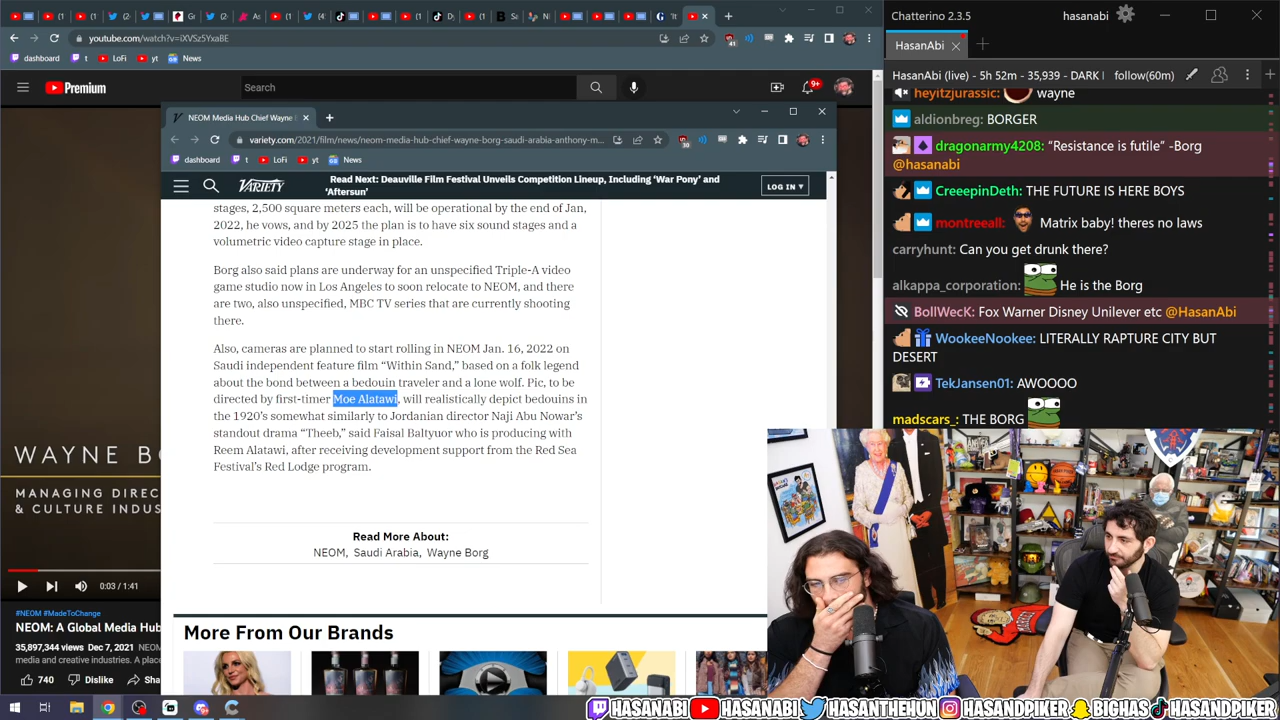 youtube.com/watch?v=iXVSz5YxaBE
dashboard
t
LoFi
yt
News
Premium
Search
9+
NEOM Media Hub Chief Wayne
variety.com/2021/film/news/neom-media-hub-chief-wayne-borg-saudi-arabia-anthony-m...
dashboard
t
LoFi
yt
News
Read Next: Deauville Film Festival Unveils Competition Lineup, Including ‘War Pony’ and
‘Aftersun’
VARIETY
LOG IN
stages, 2,500 square meters each, will be operational by the end of Jan,
2022, he vows, and by 2025 the plan is to have six sound stages and a
volumetric video capture stage in place.
Borg also said plans are underway for an unspecified Triple-A video
game studio now in Los Angeles to soon relocate to NEOM, and there
are two, also unspecified, MBC TV series that are currently shooting
there.
Also, cameras are planned to start rolling in NEOM Jan. 16, 2022 on
Saudi independent feature film “Within Sand,” based on a folk legend
about the bond between a bedouin traveler and a lone wolf. Pic, to be
directed by first-timer Moe Alatawi, will realistically depict bedouins in
the 1920’s somewhat similarly to Jordanian director Naji Abu Nowar’s
standout drama “Theeb,” said Faisal Baltyuor who is producing with
Reem Alatawi, after receiving development support from the Red Sea
Festival’s Red Lodge program.
Read More About:
NEOM, Saudi Arabia, Wayne Borg
More From Our Brands
WAYNE BO
MANAGING DIREC
& CULTURE INDUS
0:03 / 1:41
#NEOM #MadeToChange
NEOM: A Global Media Hub
35,897,344 views Dec 7, 2021 NEOM
media and creative industries. A place
740
Dislike
Sha
Chatterino 2.3.5
hasanabi
HasanAbi
HasanAbi (live) - 5h 52m - 35,939 - DARK
follow(60m)
heyitzjurassic: wayne
aldionbreg: BORGER
dragonarmy4208: “Resistance is futile” -Borg
@hasanabi
CreeepinDeth: THE FUTURE IS HERE BOYS
montreeall: Matrix baby! theres no laws
carryhunt: Can you get drunk there?
alkappa_corporation: He is the Borg
BollWecK: Fox Warner Disney Unilever etc @HasanAbi
WookeeNookee: LITERALLY RAPTURE CITY BUT
DESERT
TekJansen01: AWOOOO
madscars_: THE BORG
HASANABI
HASANABI
HASANTHEHUN
HASANDPIKER
BIGHAS
HASANDPIKER